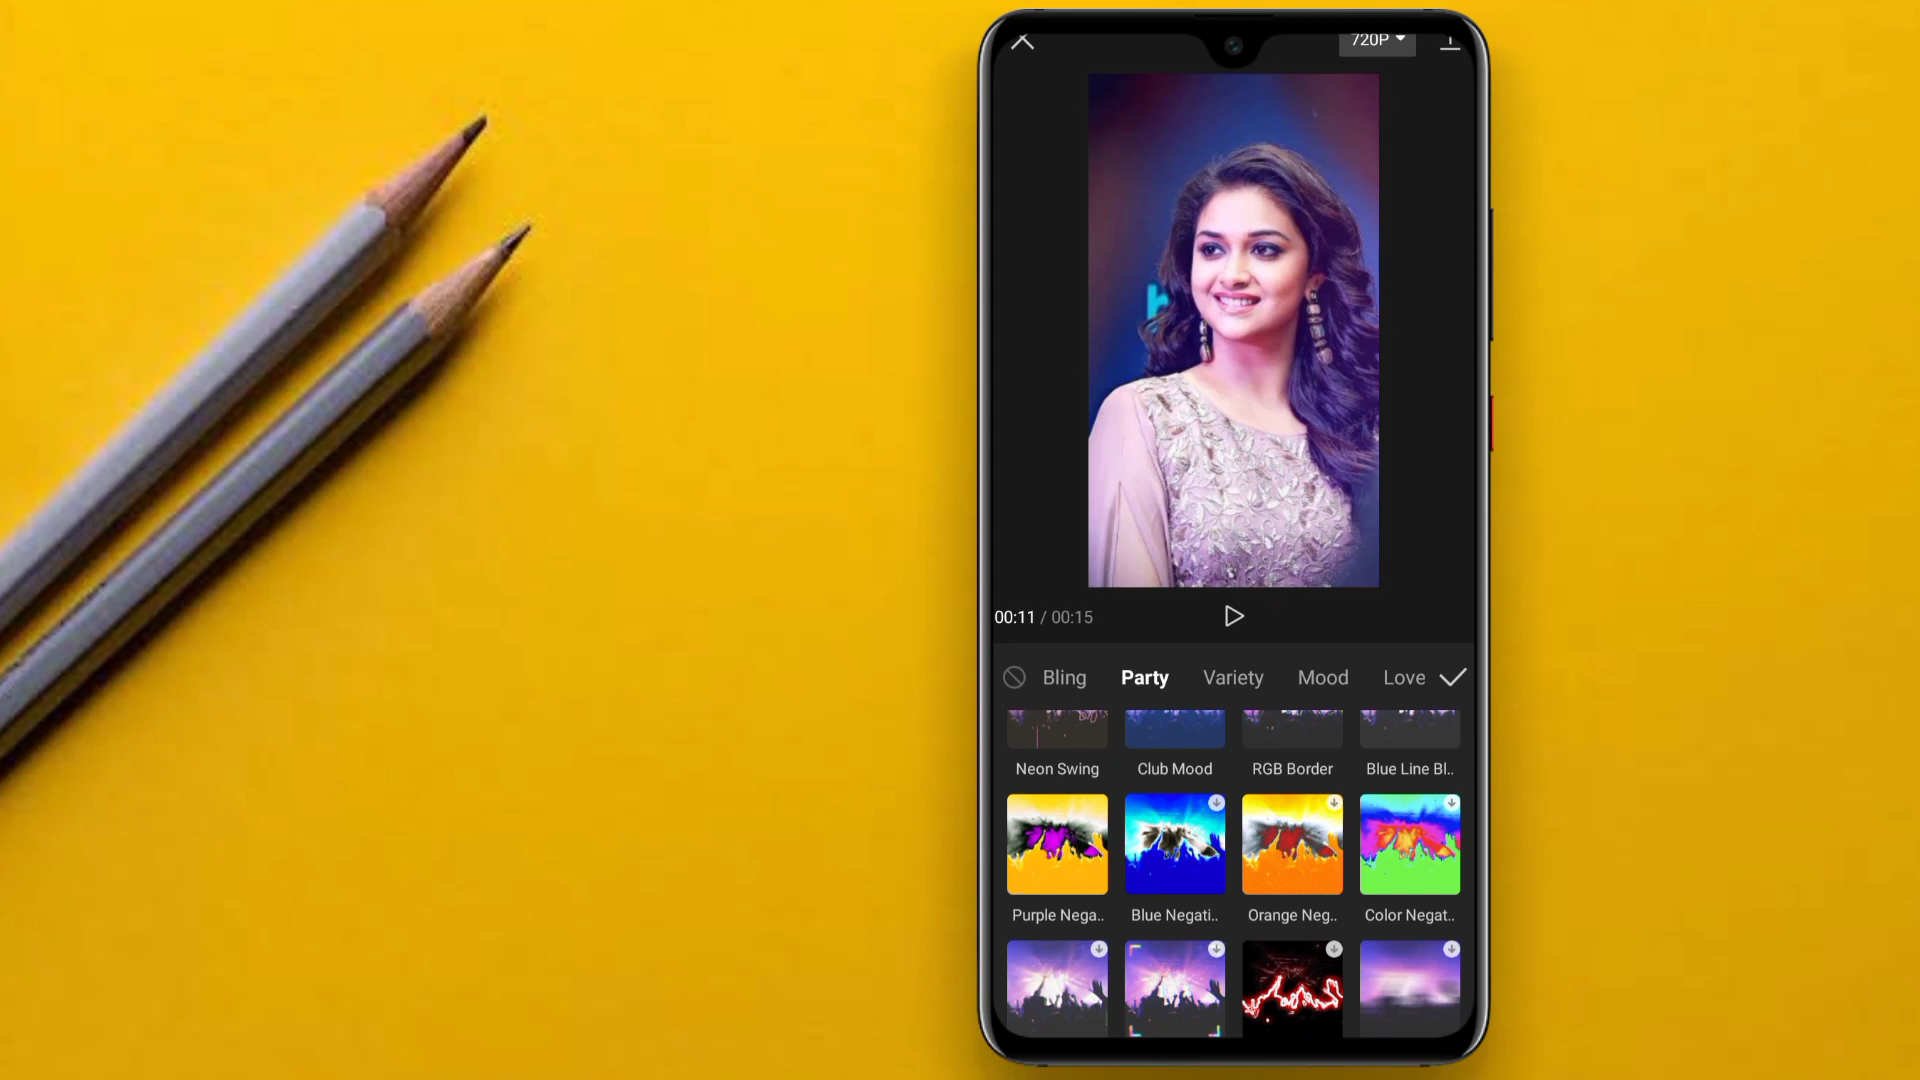 720P
h
00:11 / 00:15
Bling Party Variety Mood Love
Neon Swing Club Mood RGB Border Blue Line Bl..
Purple Nega.. Blue Negati.. Orange Neg.. Color Negat..